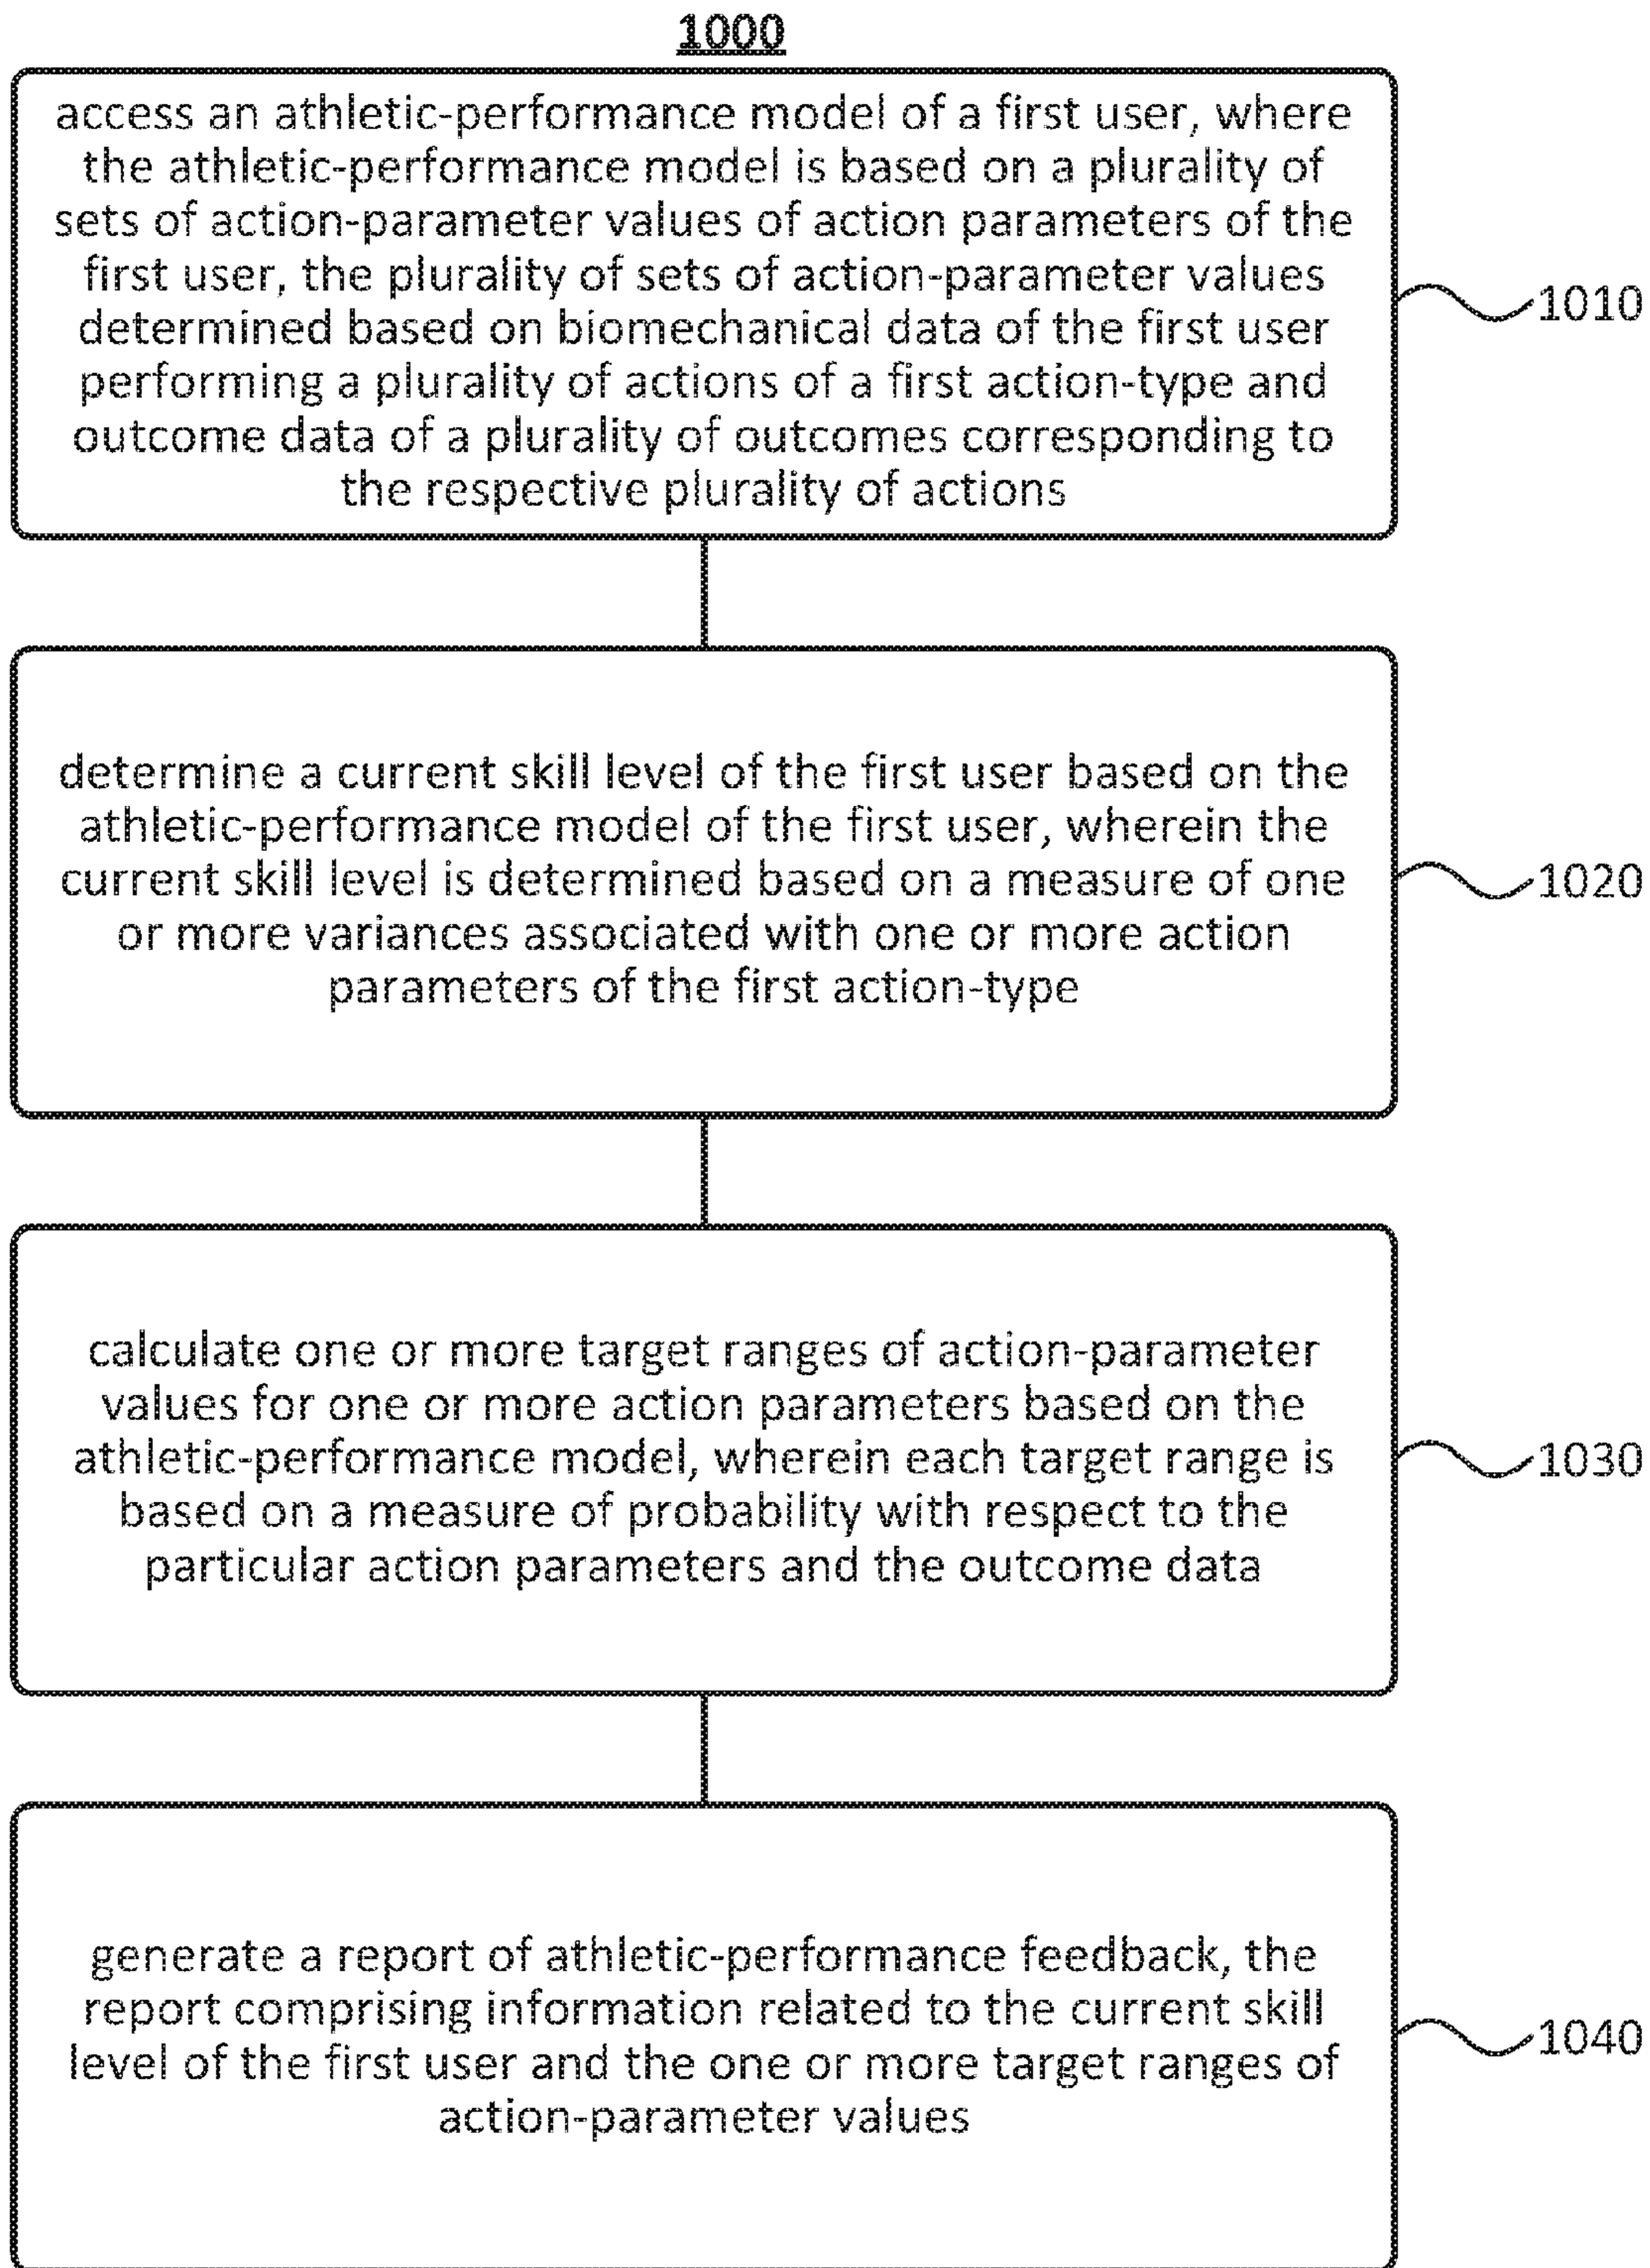 1000
access an athletic-performance model of a first user, where
the athletic-performance model is based on a plurality of
sets of action-parameter values of action parameters of the
first user, the plurality of sets of action-parameter values
determined based on biomechanical data of the first user
performing a plurality of actions of a first action-type and
outcome data of a plurality of outcomes corresponding to
the respective plurality of actions
1010
determine a current skill level of the first user based on the
athletic-performance model of the first user, wherein the
current skill level is determined based on a measure of one
or more variances associated with one or more action
parameters of the first action-type
1020
calculate one or more target ranges of action-parameter
values for one or more action parameters based on the
athletic-performance model, wherein each target range is
based on a measure of probability with respect to the
particular action parameters and the outcome data
1030
generate a report of athletic-performance feedback, the
report comprising information related to the current skill
level of the first user and the one or more target ranges of
action-parameter values
1040